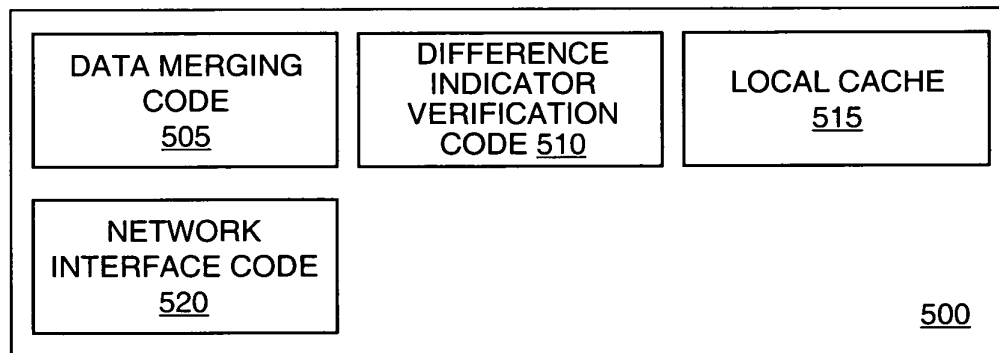 DATA MERGING
CODE
505
DIFFERENCE
INDICATOR
VERIFICATION
CODE 510
LOCAL CACHE
515
NETWORK
INTERFACE CODE
520
500